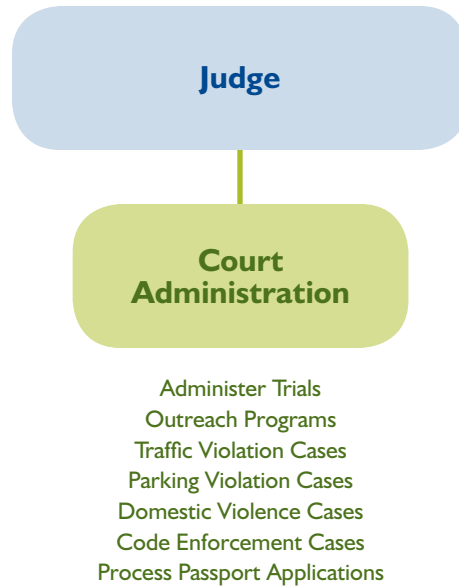 Judge
Court
Administration
Administer Trials
Outreach Programs
Traffic Violation Cases
Parking Violation Cases
Domestic Violence Cases
Code Enforcement Cases
Process Passport Applications